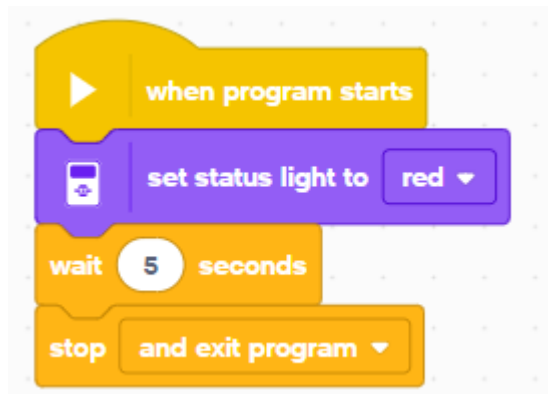 when program starts
set status light to red
wait 5 seconds
stop and exit program